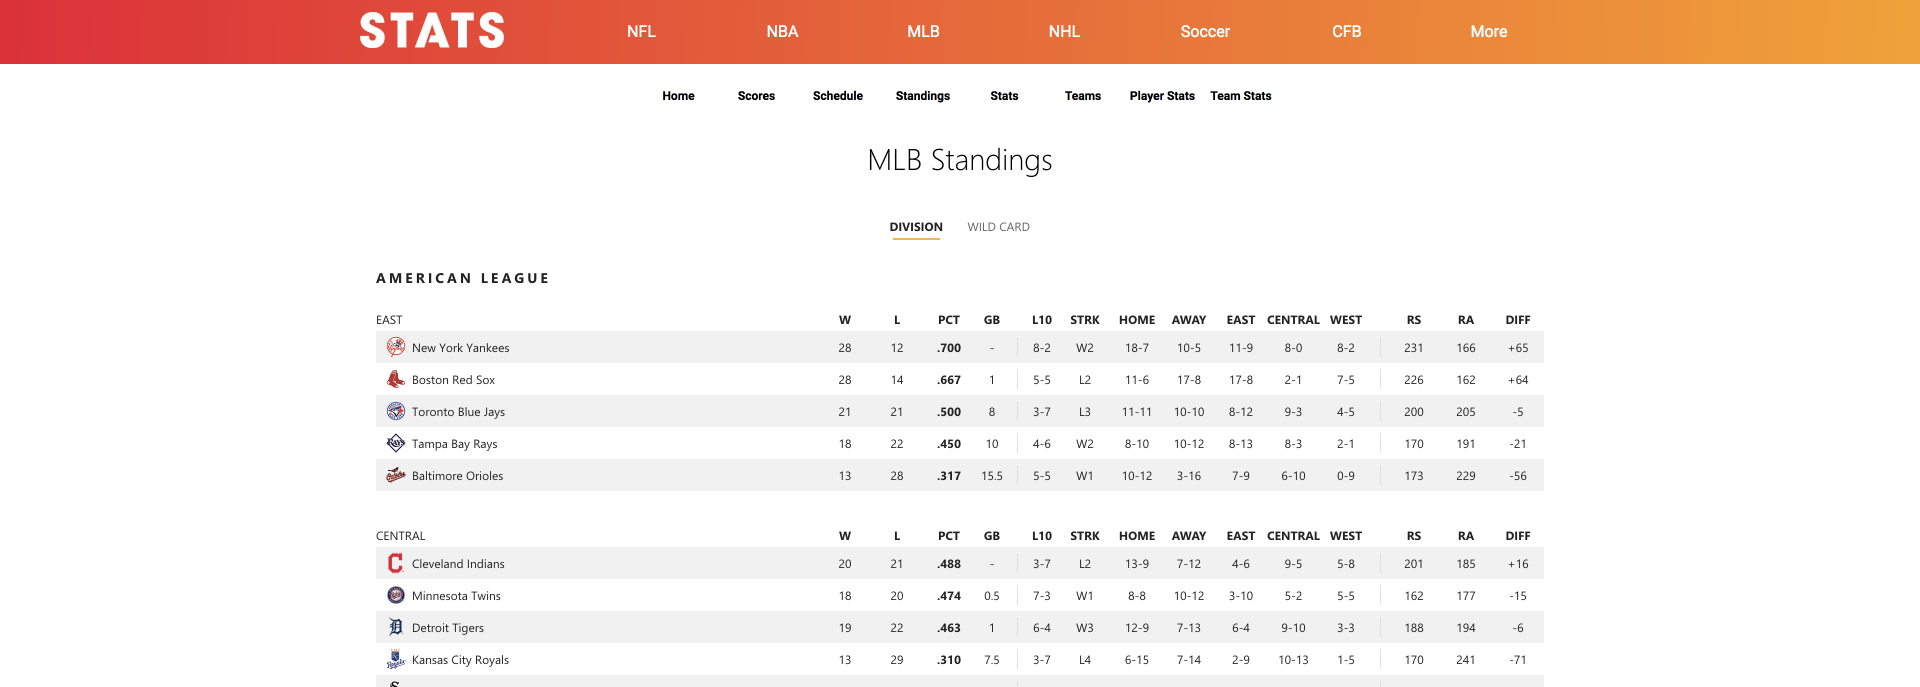 STATS NFL NBA MLB NHL Soccer CFB More
Home Scores Schedule Standings Stats Teams Player Stats Team Stats
MLB Standings
DIVISION WILD CARD
AMERICAN LEAGUE
EAST W L PCT GB L10 STRK HOME AWAY EAST CENTRAL WEST RS RA DIFF
New York Yankees 28 12 .700 - 8-2 W2 18-7 10-5 11-9 8-0 8-2 231 166 +65
Boston Red Sox 28 14 .667 1 5-5 L2 11-6 17-8 17-8 2-1 7-5 226 162 +64
Toronto Blue Jays 21 21 .500 8 3-7 L3 11-11 10-10 8-12 9-3 4-5 200 205 -5
Tampa Bay Rays 18 22 .450 10 4-6 W2 8-10 10-12 8-13 8-3 2-1 170 191 -21
Baltimore Orioles 13 28 .317 15.5 5-5 W1 10-12 3-16 7-9 6-10 0-9 173 229 -56
CENTRAL W L PCT GB L10 STRK HOME AWAY EAST CENTRAL WEST RS RA DIFF
Cleveland Indians 20 21 .488 - 3-7 L2 13-9 7-12 4-6 9-5 5-8 201 185 +16
Minnesota Twins 18 20 .474 0.5 7-3 W1 8-8 10-12 3-10 5-2 5-5 162 177 -15
Detroit Tigers 19 22 .463 1 6-4 W3 12-9 7-13 6-4 9-10 3-3 188 194 -6
Kansas City Royals 13 29 .310 7.5 3-7 L4 6-15 7-14 2-9 10-13 1-5 170 241 -71